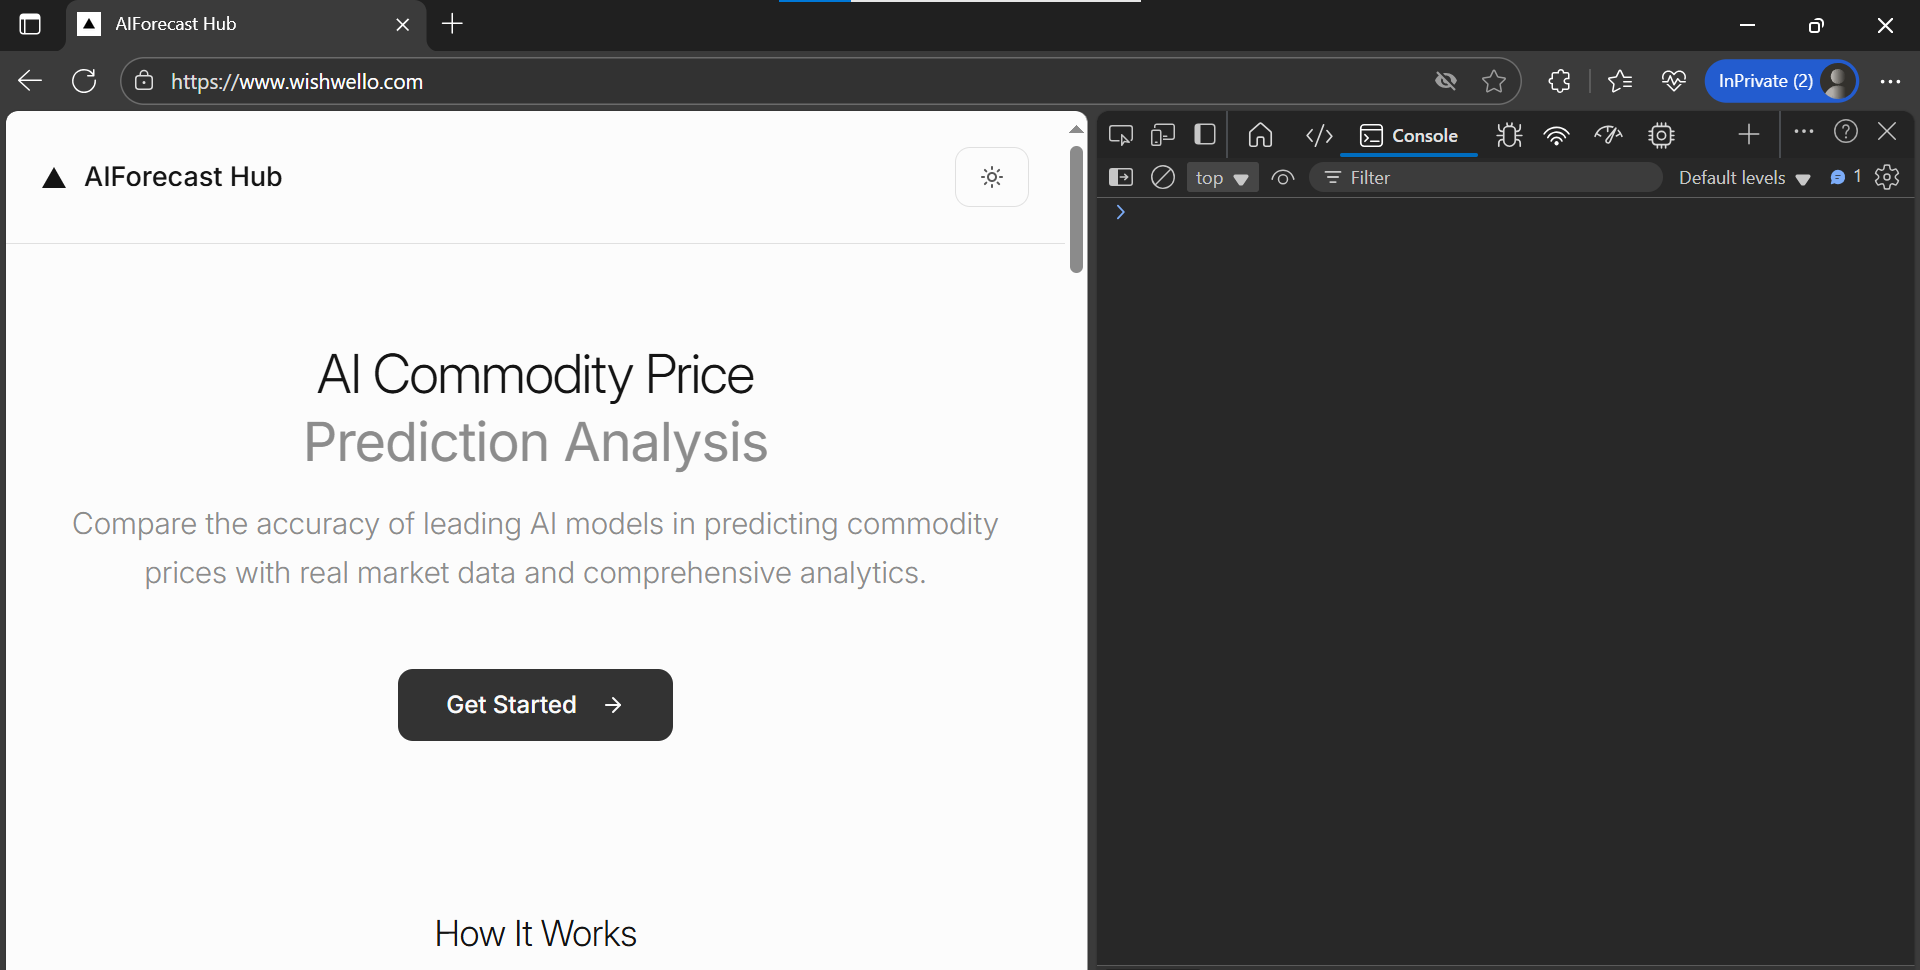 AIForecast Hub
https://www.wishwello.com
InPrivate (2)
AIForecast Hub
AI Commodity Price
Prediction Analysis
Compare the accuracy of leading AI models in predicting commodity
prices with real market data and comprehensive analytics.
Get Started →
How It Works
Console
top
Filter
Default levels
1